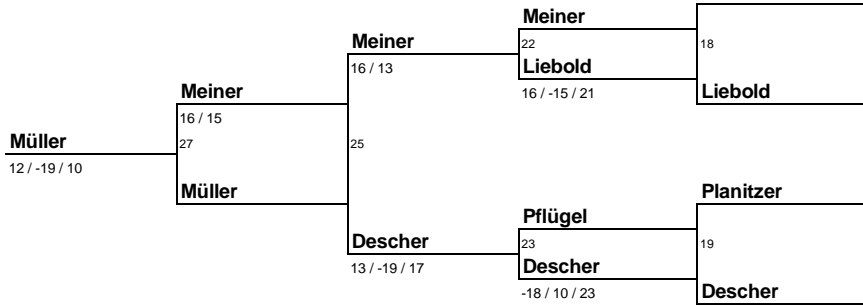 Meiner
22
18
Meiner
Liebold
16 / 13
16 / -15 / 21
Liebold
Meiner
16 / 15
Müller
27
25
12 / -19 / 10
Müller
Planitzer
Pflügel
Descher
23
19
13 / -19 / 17
Descher
-18 / 10 / 23
Descher